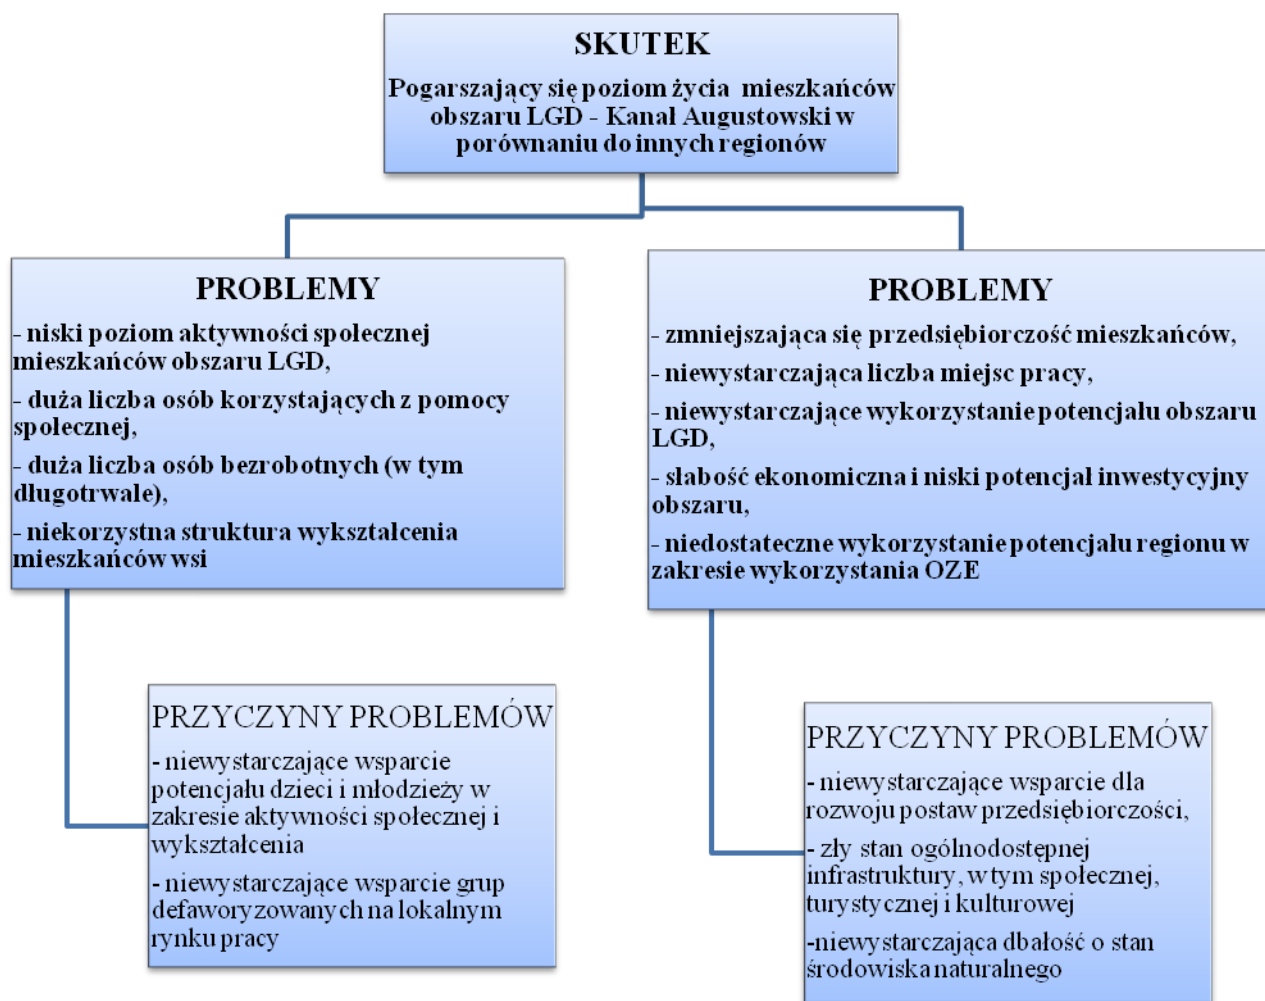 SKUTEK
Pogarszający się poziom życia mieszkańców
obszaru LGD - Kanał Augustowski w
porównaniu do innych regionów
PROBLEMY
- niski poziom aktywności społecznej
mieszkańców obszaru LGD,
- duża liczba osób korzystających z pomocy
społecznej,
- duża liczba osób bezrobotnych (w tym
długotrwale),
- niekorzystna struktura wykształcenia
mieszkańców wsi
PROBLEMY
- zmniejszająca się przedsiębiorczość mieszkańców,
- niewystarczająca liczba miejsc pracy,
- niewystarczające wykorzystanie potencjału obszaru
LGD,
- słabość ekonomiczna i niski potencjał inwestycyjny
obszaru,
- niedostateczne wykorzystanie potencjału regionu w
zakresie wykorzystania OZE
PRZYCZYNY PROBLEMÓW
- niewystarczające wsparcie
potencjału dzieci i młodzieży w
zakresie aktywności społecznej i
wykształcenia
- niewystarczające wsparcie grup
defaworyzowanych na lokalnym
rynku pracy
PRZYCZYNY PROBLEMÓW
- niewystarczające wsparcie dla
rozwoju postaw przedsiębiorczości,
- zły stan ogólnodostępnej
infrastruktury, w tym społecznej,
turystycznej i kulturowej
-niewystarczająca dbałość o stan
środowiska naturalnego